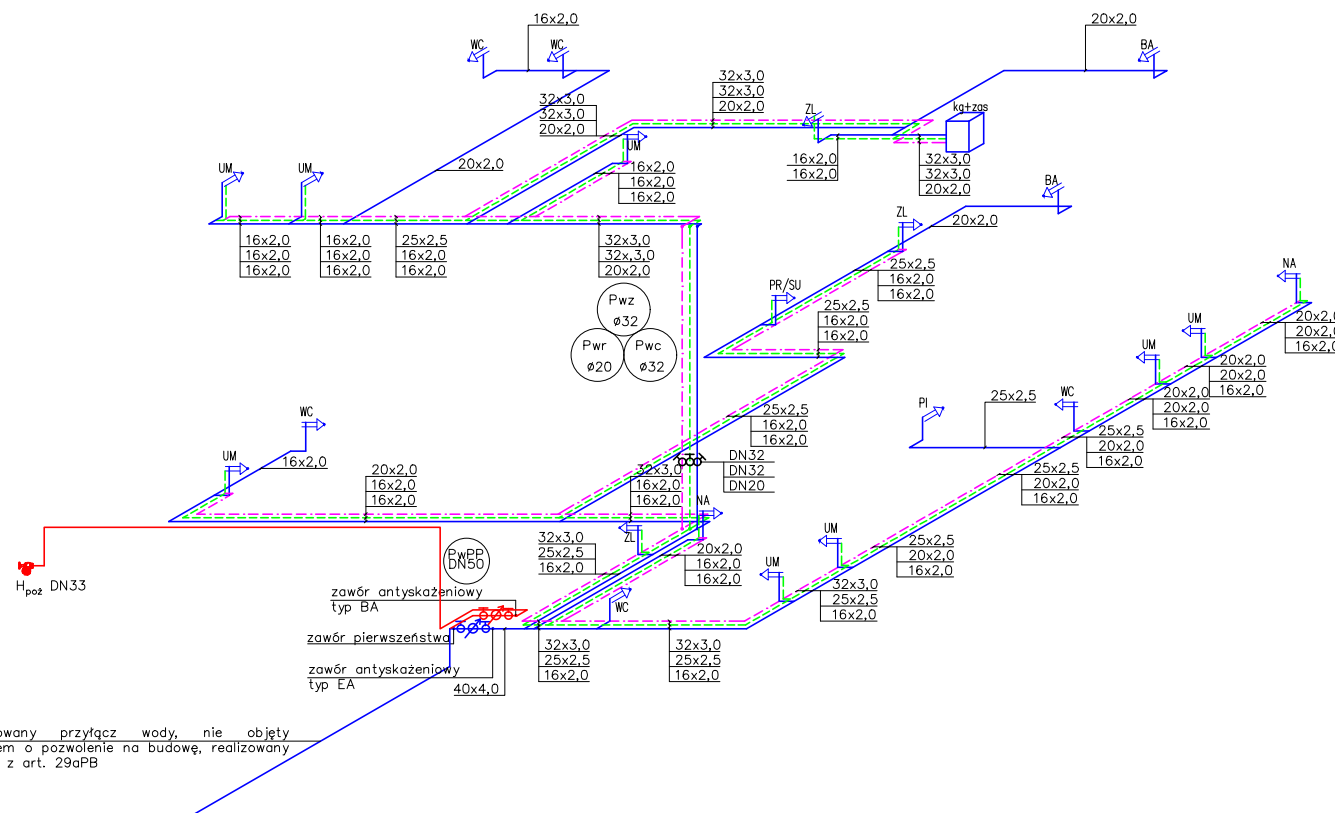 16x2,0
20x2,0
WC
WC
BA
32x3,0
32x3,0
20x2,0
32x3,0
32x3,0
20x2,0
ZL
kg+zas
UM
20x2,0
16x2,0
16x2,0
16x2,0
16x2,0
16x2,0
32x3,0
32x3,0
20x2,0
UM
UM
BA
20x2,0
ZL
16x2,0
16x2,0
16x2,0
16x2,0
16x2,0
16x2,0
25x2,5
16x2,0
16x2,0
32x3,0
32x,3,0
20x2,0
25x2,5
16x2,0
16x2,0
NA
PR/SU
Pwz
ø32
Pwr
ø20
Pwc
ø32
25x2,5
16x2,0
16x2,0
20x2,0
20x2,0
16x2,0
UM
UM
20x2,0
20x2,0
16x2,0
20x2,0
20x2,0
16x2,0
WC
PI
25x2,5
25x2,5
16x2,0
16x2,0
25x2,5
20x2,0
16x2,0
WC
UM
16x2,0
20x2,0
16x2,0
16x2,0
32x3,0
16x2,0
16x2,0
DN32
DN32
DN20
25x2,5
20x2,0
16x2,0
NA
ZL
UM
32x3,0
25x2,5
16x2,0
20x2,0
16x2,0
16x2,0
25x2,5
20x2,0
16x2,0
UM
32x3,0
25x2,5
16x2,0
PwPP
DN50
Hpoż DN33
zawór antyskażeniowy
typ BA
WC
zawór pierwszeństwa
zawór antyskażeniowy
typ EA
40x4,0
32x3,0
25x2,5
16x2,0
32x3,0
25x2,5
16x2,0
owany przyłącz wody, nie objęty
em o pozwolenie na budowę, realizowany
z art. 29aPB